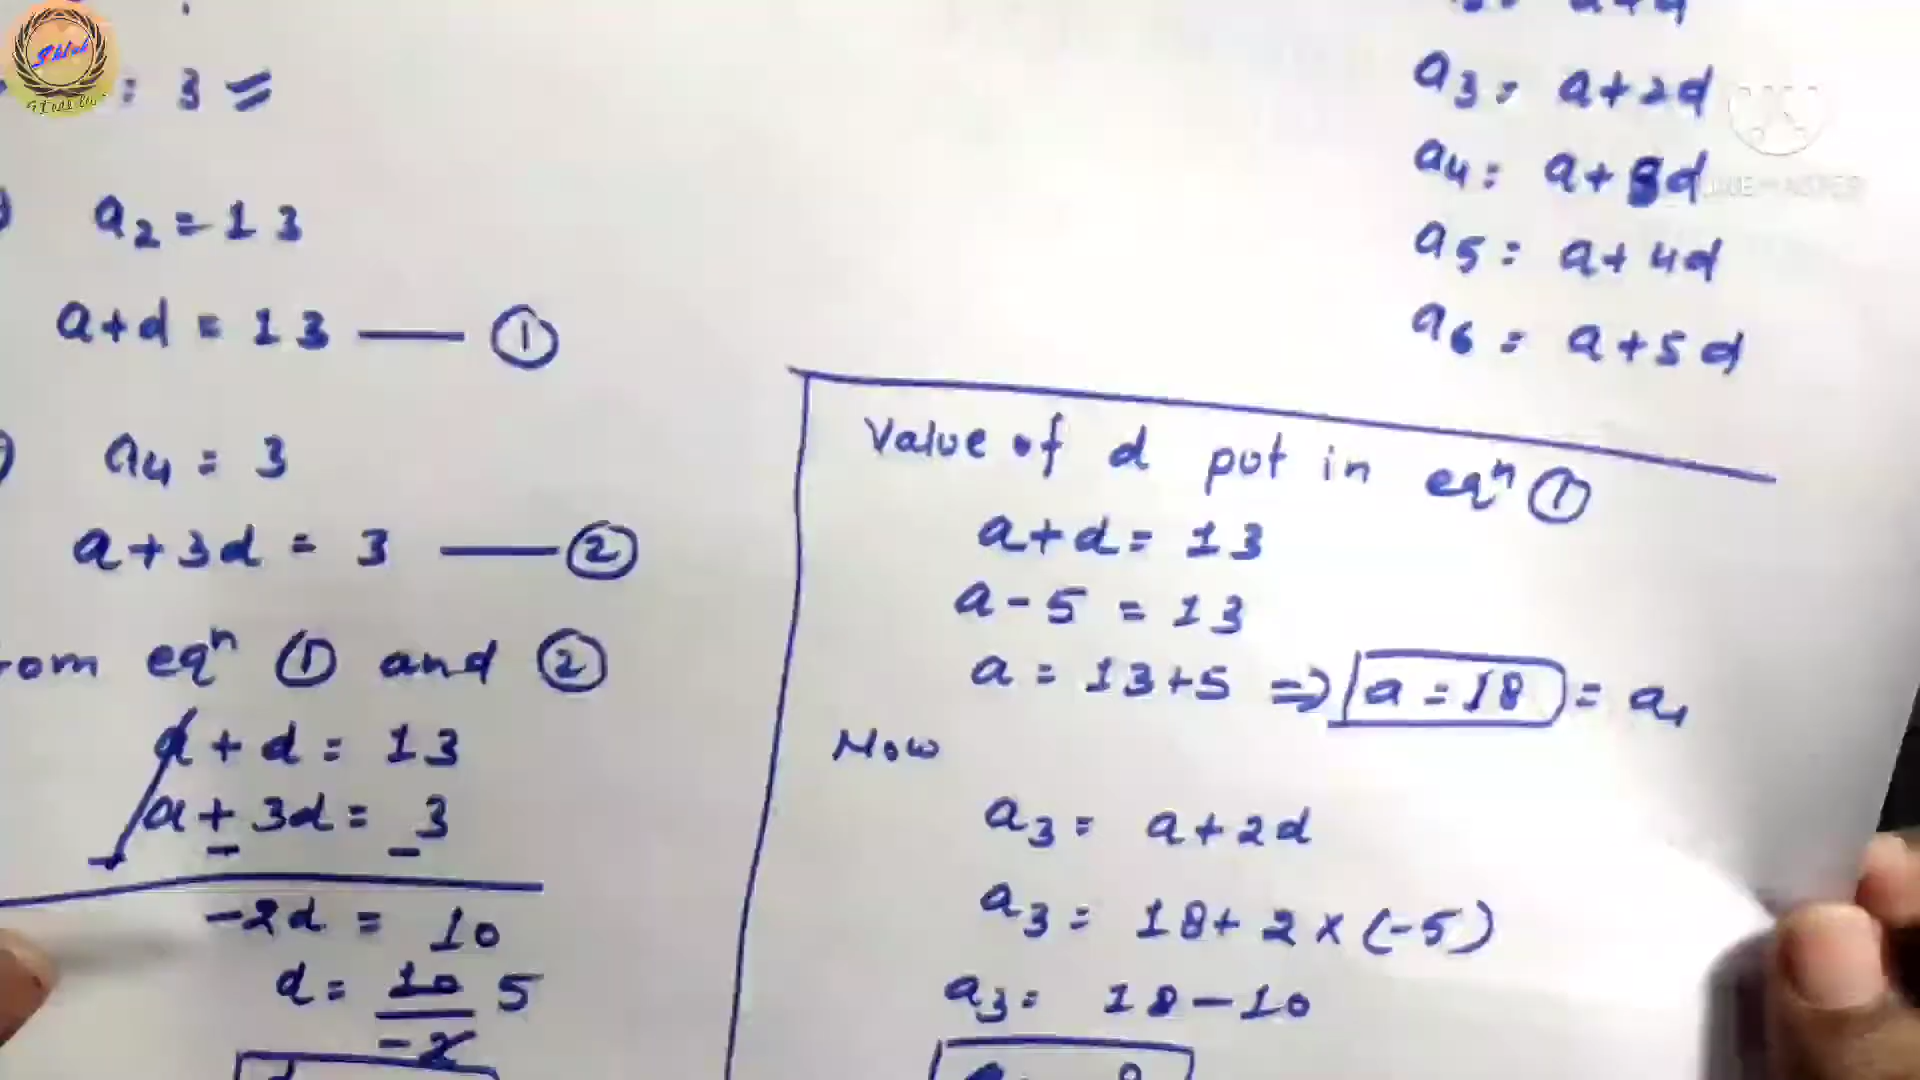 : 3 =
a2 = 13
a+d = 13 — ①
a4 = 3
a+3d = 3 — ②
eqⁿ ① and ②
a + d = 13
a + 3d = 3
- - -
-2d = 10
d = 10 5
-2
a3 = a+2d
a4 = a+3d
a5 = a+4d
a6 = a+5d
Value of d put in eqⁿ ①
a+d = 13
a - 5 = 13
a = 13+5 ⇒ a = 18 = a1
Now
a3 = a+2d
a3 = 18+ 2 × (-5)
a3 = 18 - 10